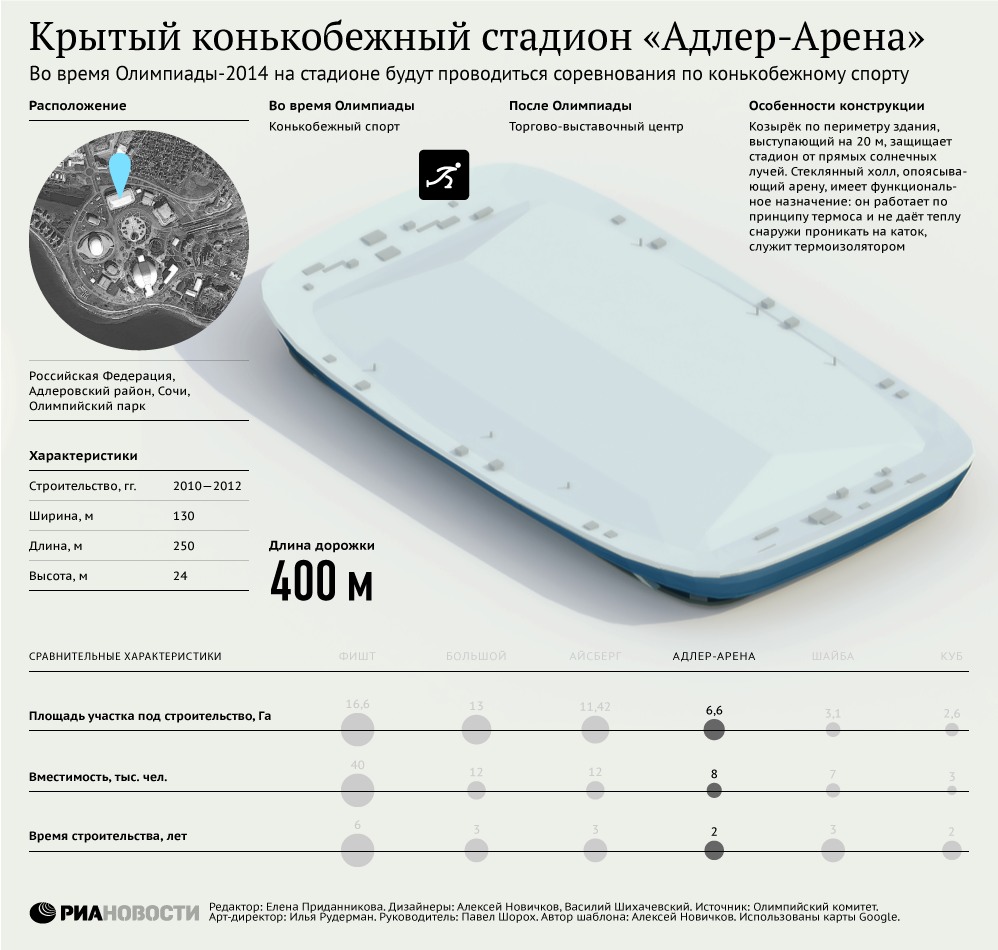 Крытый конькобежный стадион «Адлер-Арена»
Во время Олимпиады-2014 на стадионе будут проводиться соревнования по конькобежному спорту
Расположение
Российская Федерация,
Адлеровский район, Сочи,
Олимпийский парк
Во время Олимпиады
Конькобежный спорт
После Олимпиады
Торгово-выставочный центр
Особенности конструкции
Козырёк по периметру здания,
выступающий на 20 м, защищает
стадион от прямых солнечных
лучей. Стеклянный холл, опоясыва-
ющий арену, имеет функциональ-
ное назначение: он работает по
принципу термоса и не даёт теплу
снаружи проникать на каток,
служит термоизолятором
Характеристики
Строительство, гг. 2010—2012
Ширина, м 130
Длина, м 250
Высота, м 24
Длина дорожки
400 м
СРАВНИТЕЛЬНЫЕ ХАРАКТЕРИСТИКИ ФИШТ БОЛЬШОЙ АЙСБЕРГ АДЛЕР-АРЕНА ШАЙБА КУБ
Площадь участка под строительство, Га 16,6 13 11,42 6,6 3,1 2,6
Вместимость, тыс. чел. 40 12 12 8 7 3
Время строительства, лет 6 3 3 2 3 2
РИАНОВОСТИ
Редактор: Елена Приданникова. Дизайнеры: Алексей Новичков, Василий Шихачевский. Источник: Олимпийский комитет.
Арт-директор: Илья Рудерман. Руководитель: Павел Шорох. Автор шаблона: Алексей Новичков. Использованы карты Google.